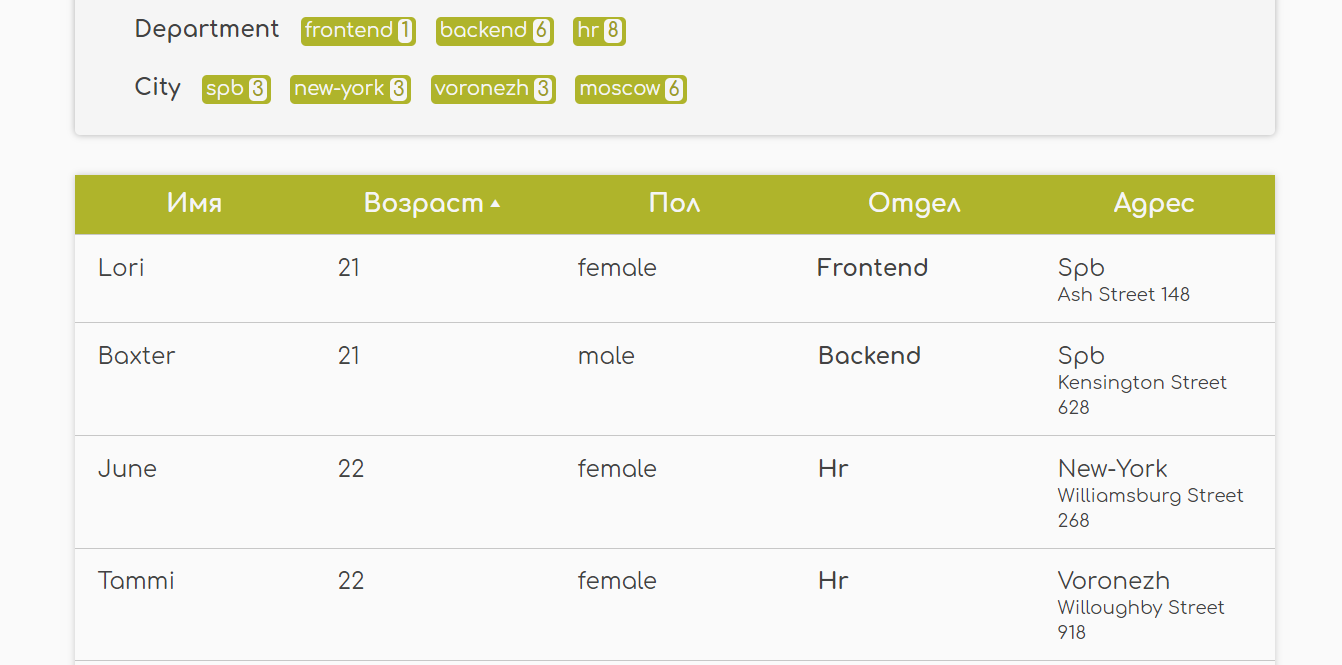 Department frontend 1 backend 6 hr 8
City spb 3 new-york 3 voronezh 3 moscow 6
Имя Возраст Пол Отдел Адрес
Lori 21 female Frontend Spb
Ash Street 148
Baxter 21 male Backend Spb
Kensington Street
628
June 22 female Hr New-York
Williamsburg Street
268
Tammi 22 female Hr Voronezh
Willoughby Street
918